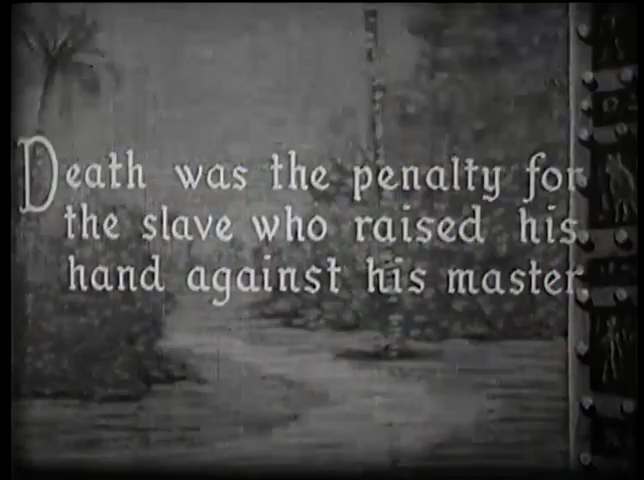 Death was the penalty for
the slave who raised his
hand against his master.